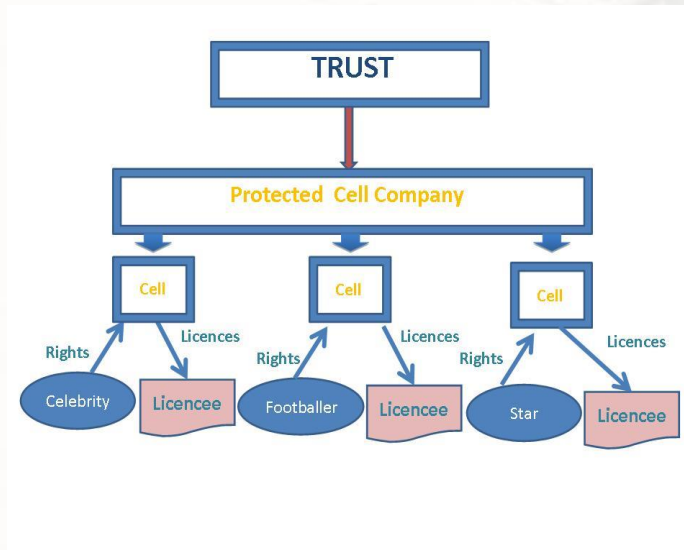 TRUST
Protected Cell Company
Cell
Cell
Cell
Rights
Licences
Rights
Licences
Rights
Licences
Celebrity
Licencee
Footballer
Licencee
Star
Licencee